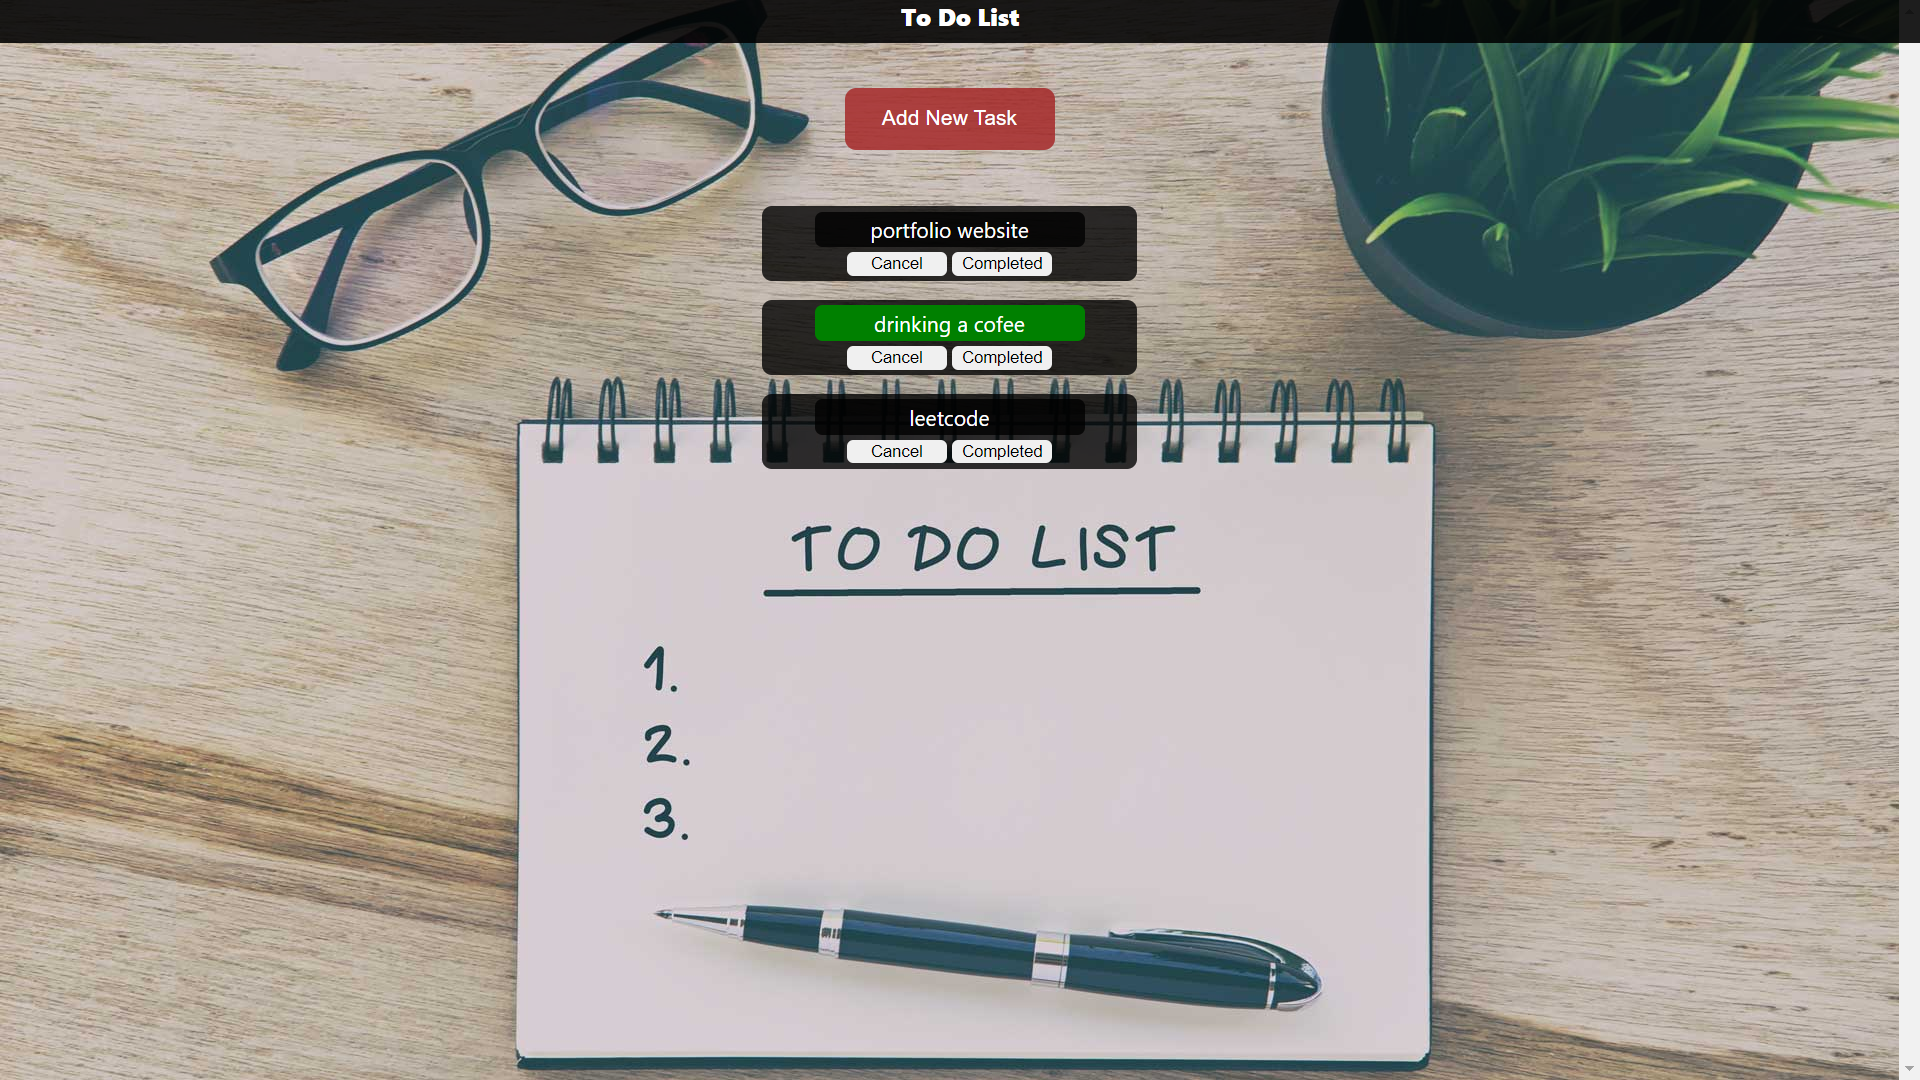 To Do List
Add New Task
portfolio website
Cancel Completed
drinking a cofee
Cancel Completed
leetcode
Cancel Completed
TO DO LIST
1.
2.
3.